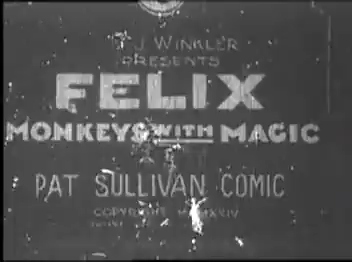 J. WINKLER
PRESENTS
FELIX
MONKEYS WITH MAGIC
PAT SULLIVAN COMIC
COPYRIGHT MCMXXIV